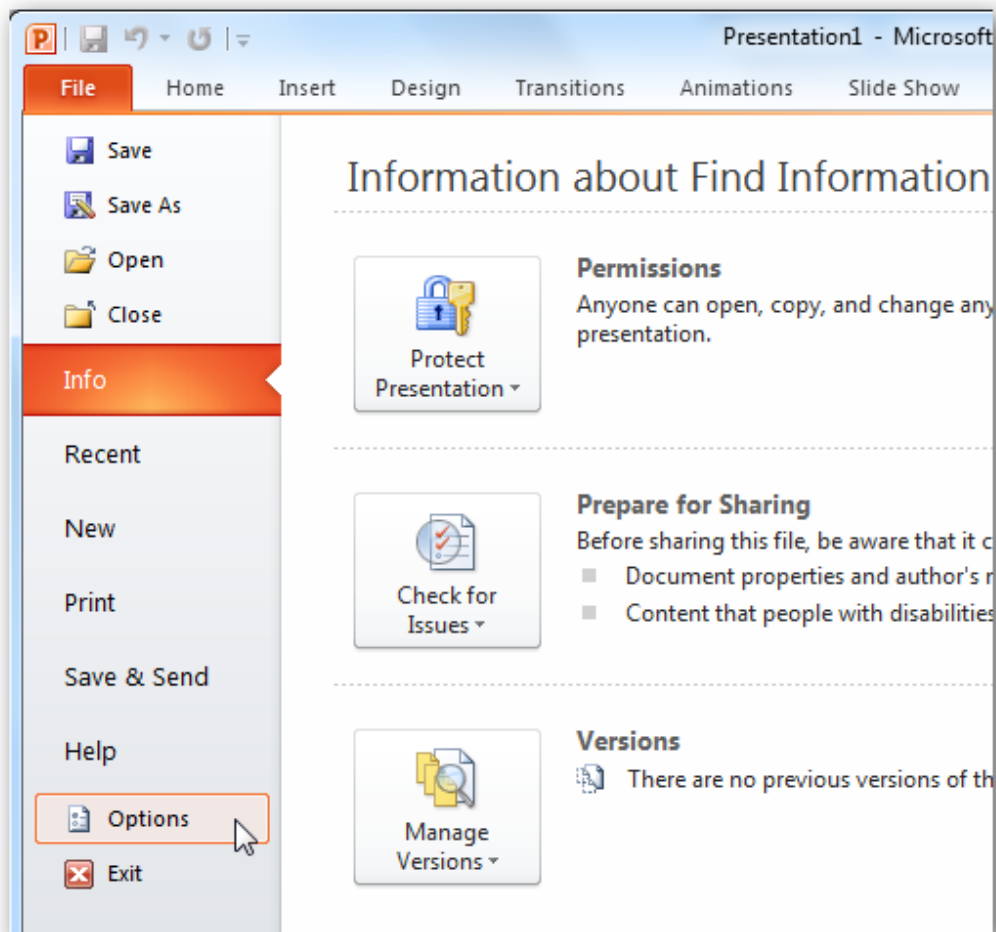 Presentation1 - Microsoft
File Home Insert Design Transitions Animations Slide Show
Save
Save As
Open
Close
Info
Recent
New
Print
Save & Send
Help
Options
Exit
Information about Find Information
Protect
Presentation
Permissions
Anyone can open, copy, and change any
presentation.
Check for
Issues
Prepare for Sharing
Before sharing this file, be aware that it c
Document properties and author's n
Content that people with disabilities
Manage
Versions
Versions
There are no previous versions of th